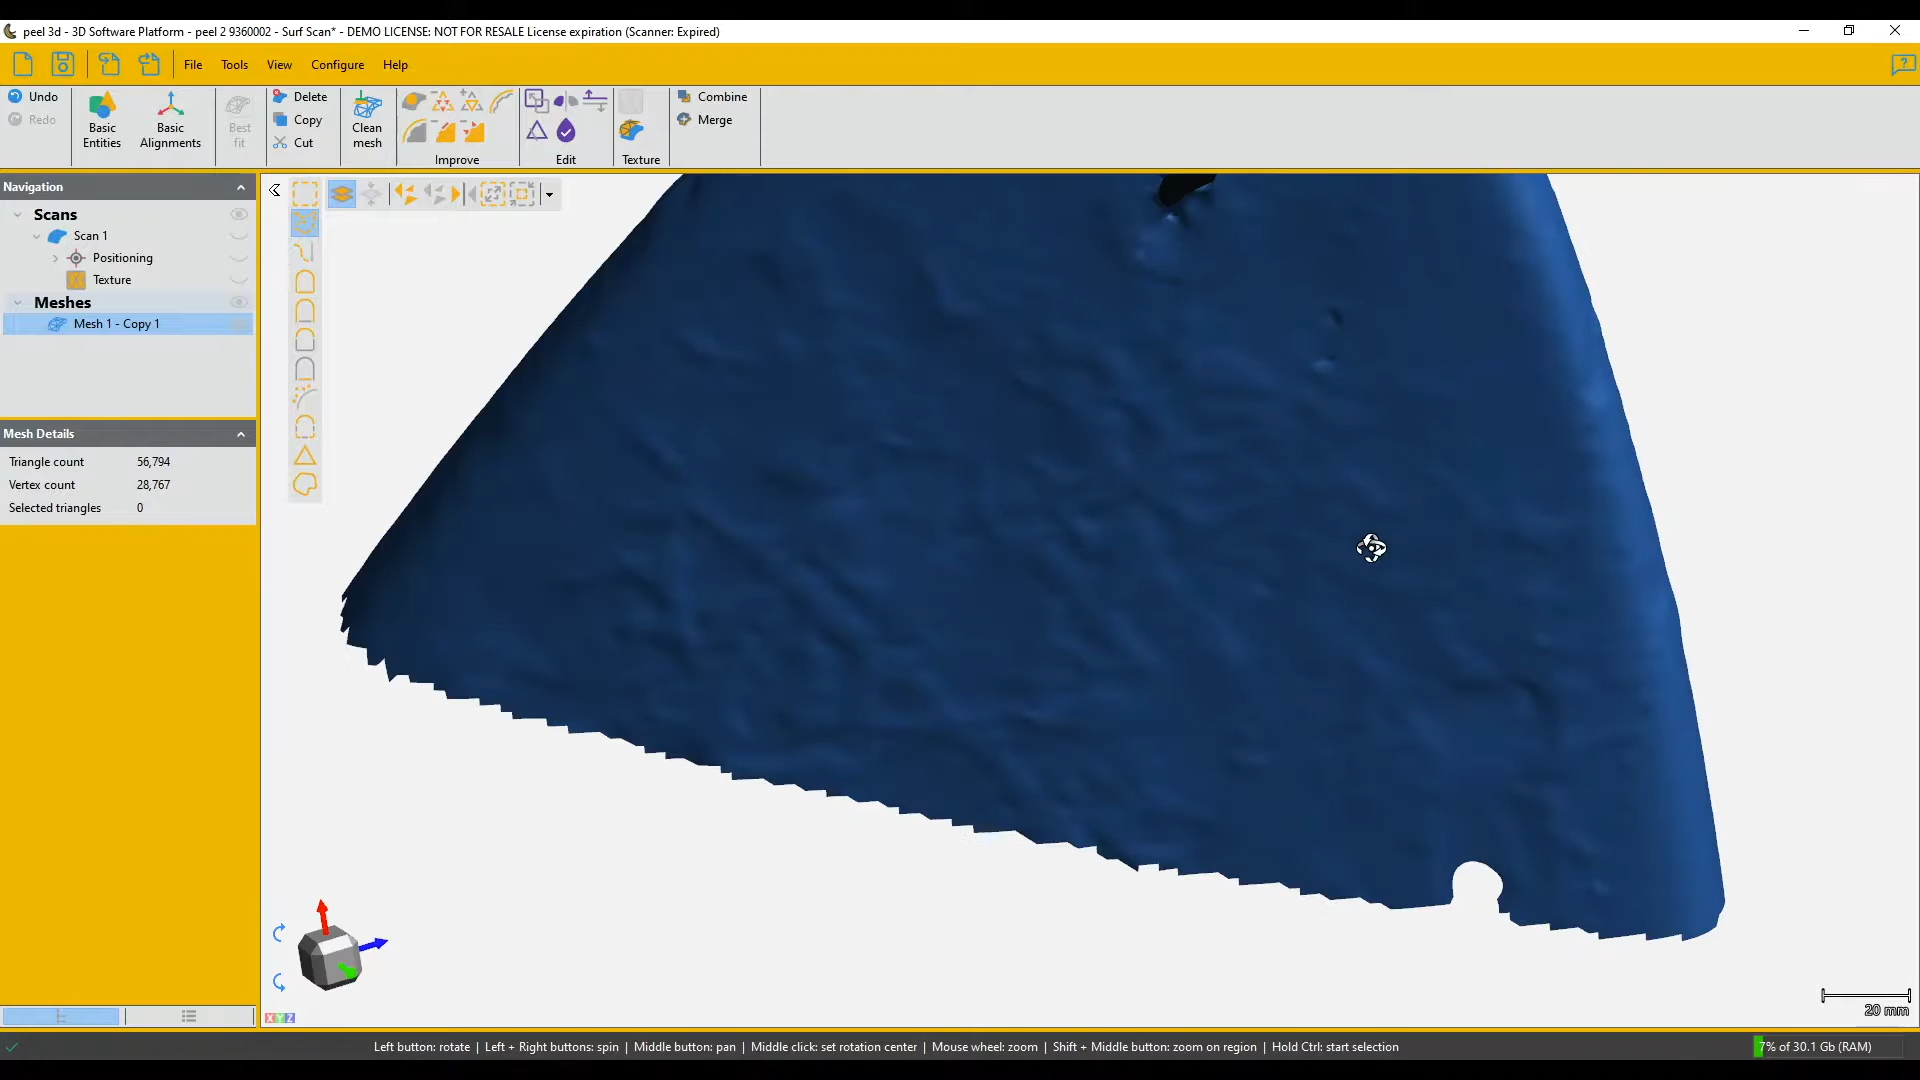 peel 3d - 3D Software Platform - peel 2 9360002 - Surf Scan* - DEMO LICENSE: NOT FOR RESALE License expiration (Scanner: Expired)
File Tools View Configure Help
Undo
Redo
Basic Entities
Basic Alignments
Best fit
Delete
Copy
Cut
Clean mesh
Improve
Edit
Texture
Combine
Merge
Navigation
Scans
Scan 1
Positioning
Texture
Meshes
Mesh 1 - Copy 1
Mesh Details
Triangle count 56,794
Vertex count 28,767
Selected triangles 0
XYZ
20 mm
Left button: rotate | Left + Right buttons: spin | Middle button: pan | Middle click: set rotation center | Mouse wheel: zoom | Shift + Middle button: zoom on region | Hold Ctrl: start selection
7% of 30.1 Gb (RAM)